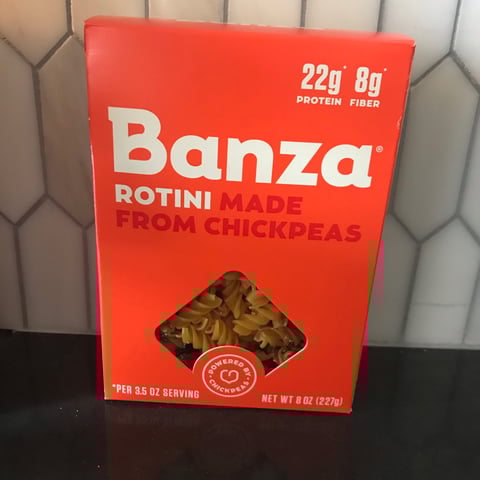 22g* 8g*
PROTEIN FIBER
Banza®
ROTINI MADE
FROM CHICKPEAS
POWERED BY
CHICKPEAS
*PER 3.5 OZ SERVING
NET WT 8 OZ (227g)